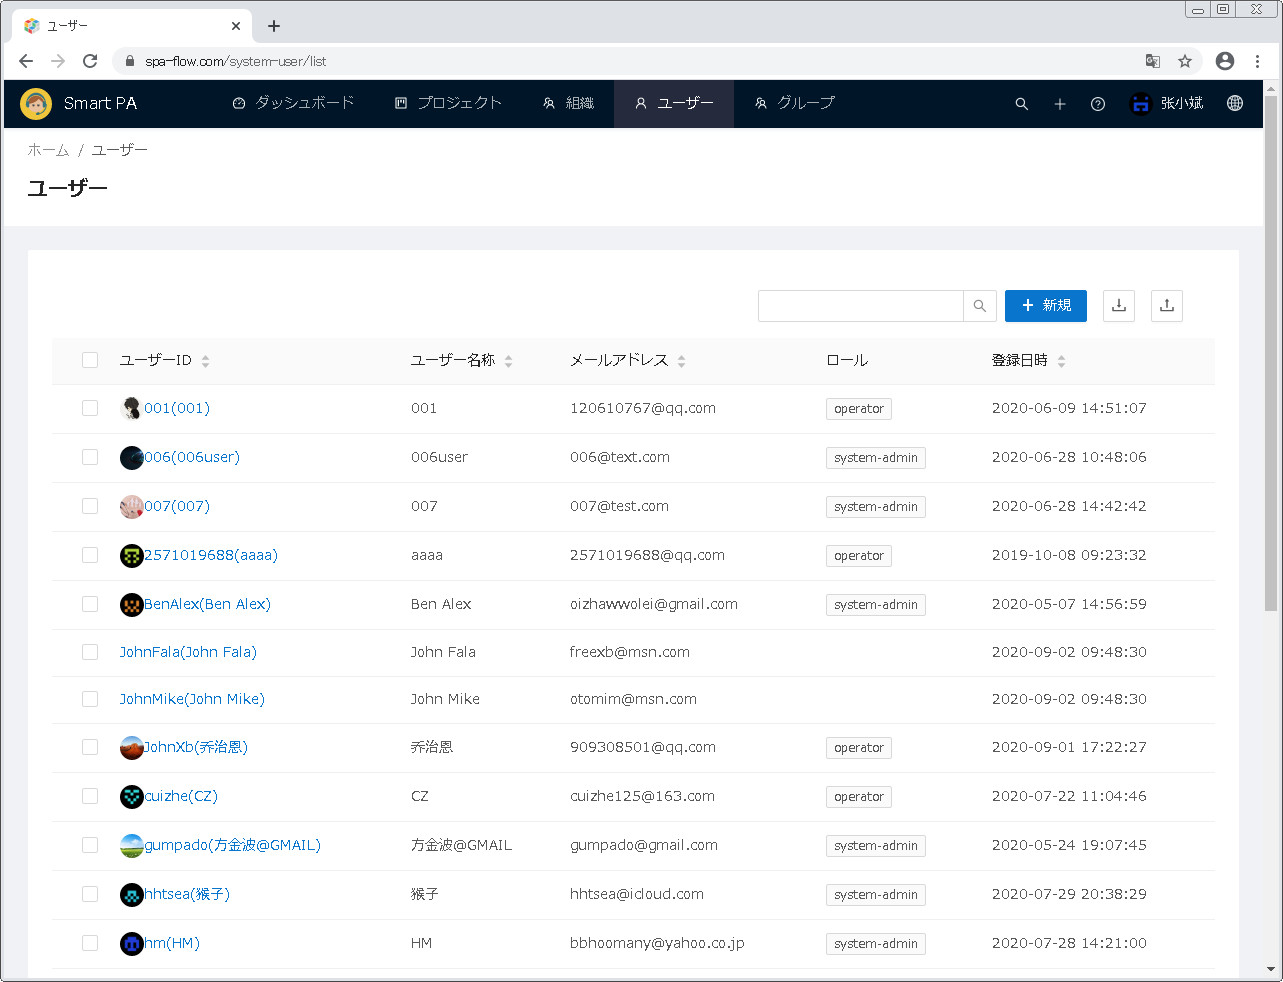 ユーザー
spa-flow.com/system-user/list
Smart PA ダッシュボード プロジェクト 組織 ユーザー グループ 张小斌
ホーム / ユーザー
ユーザー
+ 新規
ユーザーID ユーザー名称 メールアドレス ロール 登録日時
001(001) 001 120610767@qq.com operator 2020-06-09 14:51:07
006(006user) 006user 006@text.com system-admin 2020-06-28 10:48:06
007(007) 007 007@test.com system-admin 2020-06-28 14:42:42
2571019688(aaaa) aaaa 2571019688@qq.com operator 2019-10-08 09:23:32
BenAlex(Ben Alex) Ben Alex oizhawwolei@gmail.com system-admin 2020-05-07 14:56:59
JohnFala(John Fala) John Fala freexb@msn.com 2020-09-02 09:48:30
JohnMike(John Mike) John Mike otomim@msn.com 2020-09-02 09:48:30
JohnXb(乔治恩) 乔治恩 909308501@qq.com operator 2020-09-01 17:22:27
cuizhe(CZ) CZ cuizhe125@163.com operator 2020-07-22 11:04:46
gumpado(方金波@GMAIL) 方金波@GMAIL gumpado@gmail.com system-admin 2020-05-24 19:07:45
hhtsea(猴子) 猴子 hhtsea@icloud.com system-admin 2020-07-29 20:38:29
hm(HM) HM bbhoomany@yahoo.co.jp system-admin 2020-07-28 14:21:00